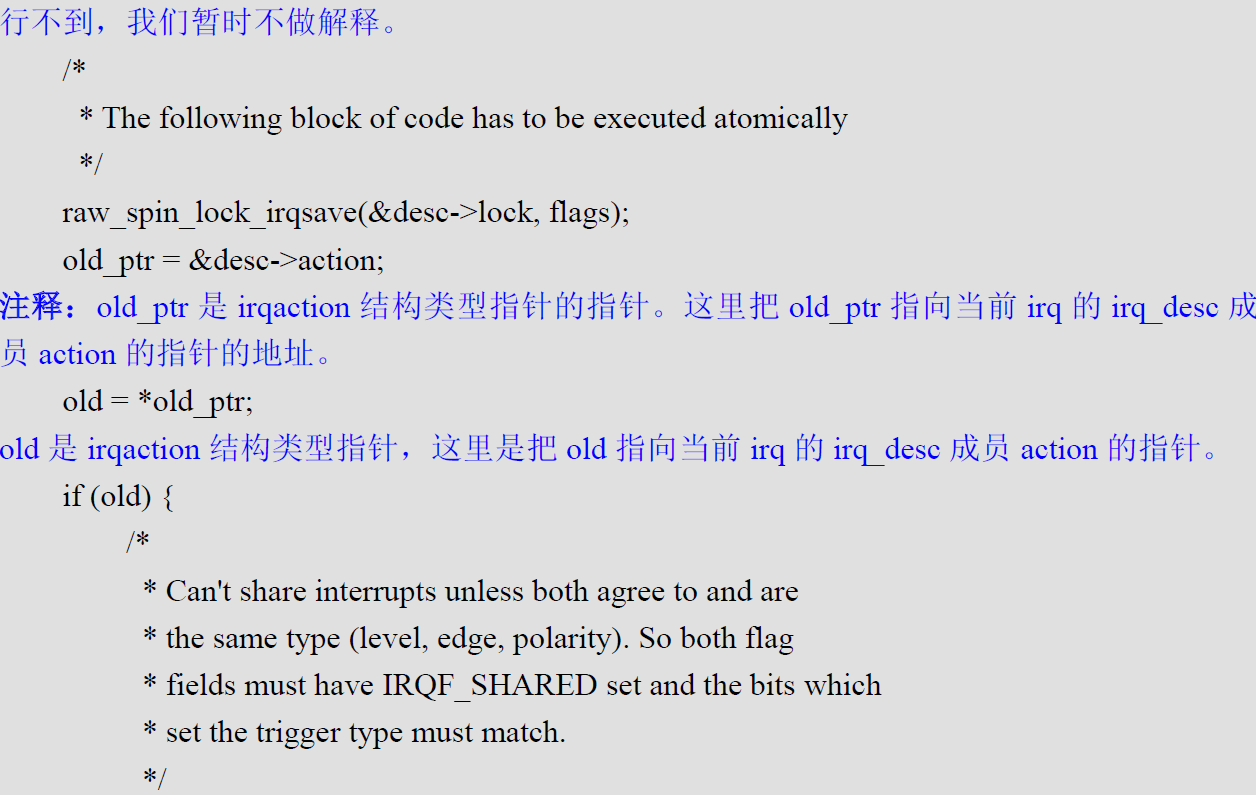 行不到，我们暂时不做解释。
/*
* The following block of code has to be executed atomically
*/
raw_spin_lock_irqsave(&desc->lock, flags);
old_ptr = &desc->action;
注释：old_ptr 是 irqaction 结构类型指针的指针。这里把 old_ptr 指向当前 irq 的 irq_desc 成
员 action 的指针的地址。
old = *old_ptr;
old 是 irqaction 结构类型指针，这里是把 old 指向当前 irq 的 irq_desc 成员 action 的指针。
if (old) {
/*
* Can't share interrupts unless both agree to and are
* the same type (level, edge, polarity). So both flag
* fields must have IRQF_SHARED set and the bits which
* set the trigger type must match.
*/